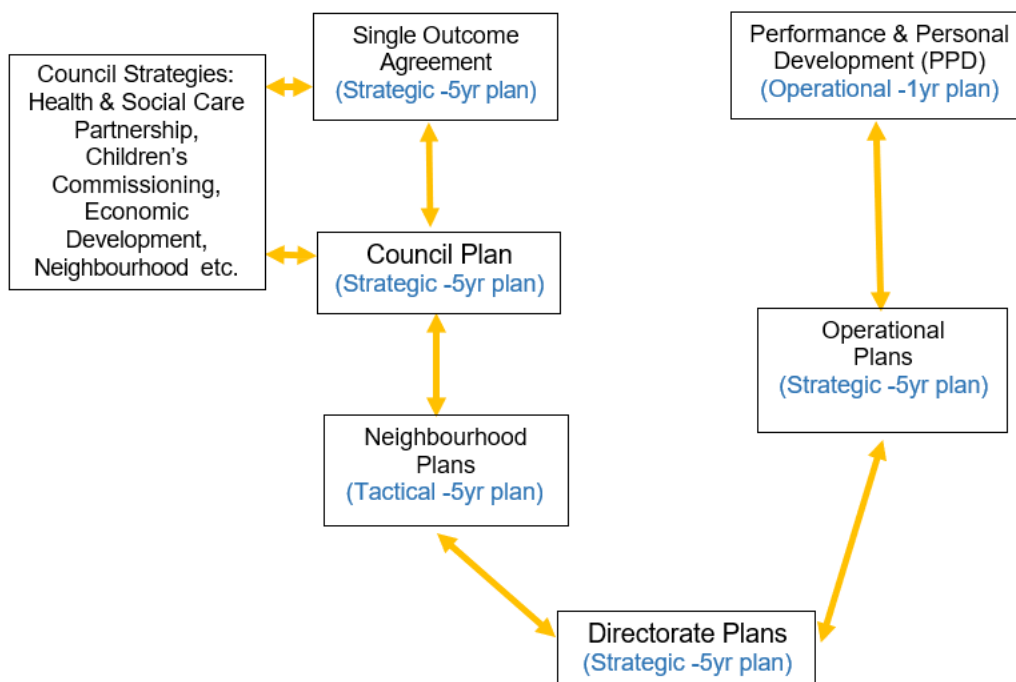 Council Strategies:
Health & Social Care
Partnership,
Children’s
Commissioning,
Economic
Development,
Neighbourhood etc.
Single Outcome
Agreement
(Strategic -5yr plan)
Council Plan
(Strategic -5yr plan)
Neighbourhood
Plans
(Tactical -5yr plan)
Directorate Plans
(Strategic -5yr plan)
Operational
Plans
(Strategic -5yr plan)
Performance & Personal
Development (PPD)
(Operational -1yr plan)